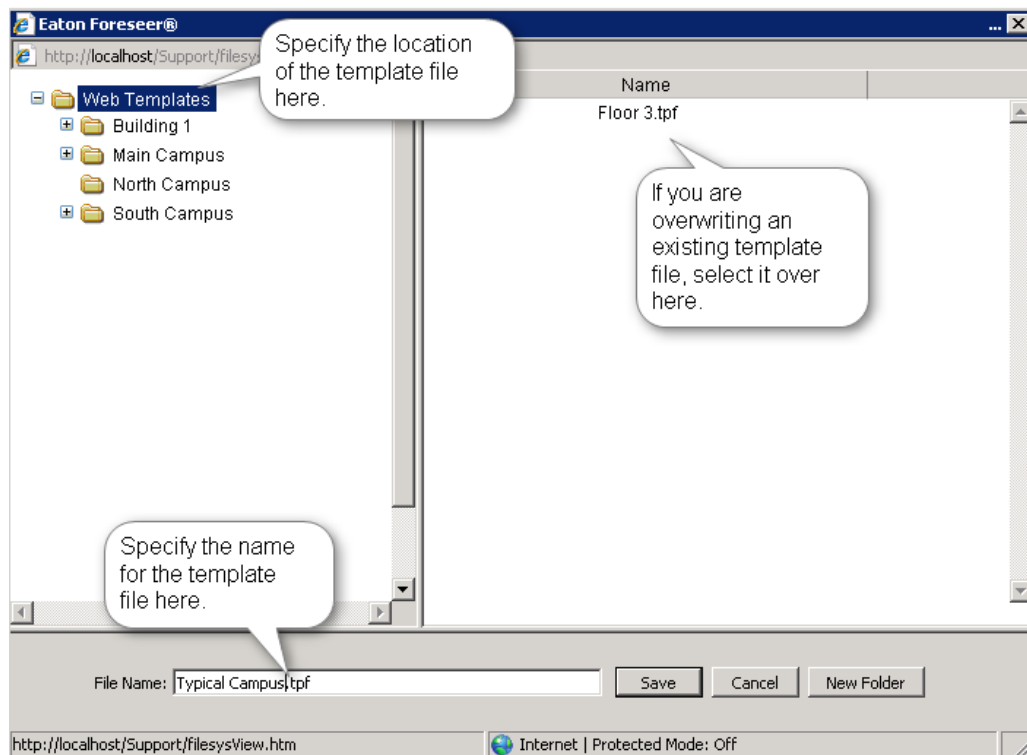 Eaton Foreseer®
...
http://localhost/Support/filesys
Specify the location
of the template file
here.
Name
Web Templates
Building 1
Main Campus
North Campus
South Campus
Floor 3.tpf
If you are
overwriting an
existing template
file, select it over
here.
Specify the name
for the template
file here.
File Name: Typical Campus.tpf Save Cancel New Folder
http://localhost/Support/filesysView.htm Internet | Protected Mode: Off